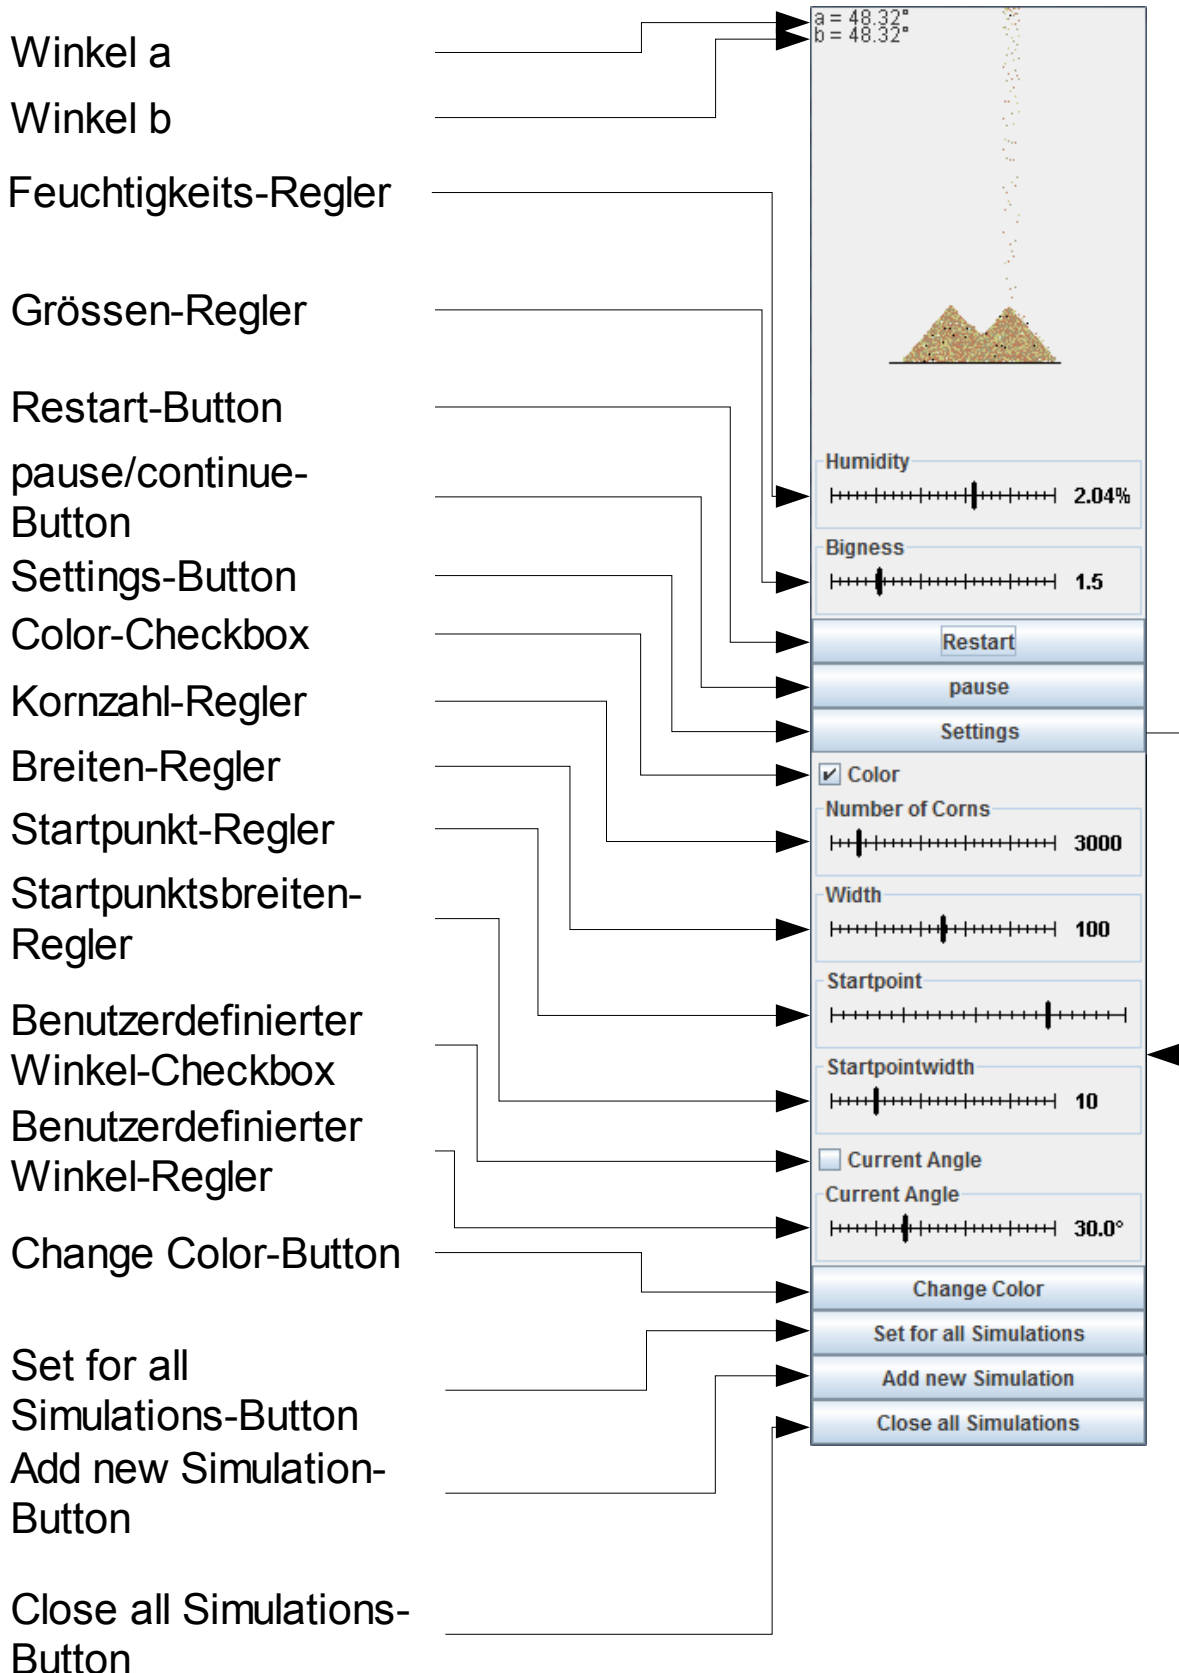 Winkel a
Winkel b
Feuchtigkeits-Regler
Grössen-Regler
Restart-Button
pause/continue-
Button
Settings-Button
Color-Checkbox
Kornzahl-Regler
Breiten-Regler
Startpunkt-Regler
Startpunktsbreiten-
Regler
Benutzerdefinierter
Winkel-Checkbox
Benutzerdefinierter
Winkel-Regler
Change Color-Button
Set for all
Simulations-Button
Add new Simulation-
Button
Close all Simulations-
Button
a = 48.32°
b = 48.32°
Humidity
2.04%
Bigness
1.5
Restart
pause
Settings
Color
Number of Corns
3000
Width
100
Startpoint
Startpointwidth
10
Current Angle
Current Angle
30.0°
Change Color
Set for all Simulations
Add new Simulation
Close all Simulations